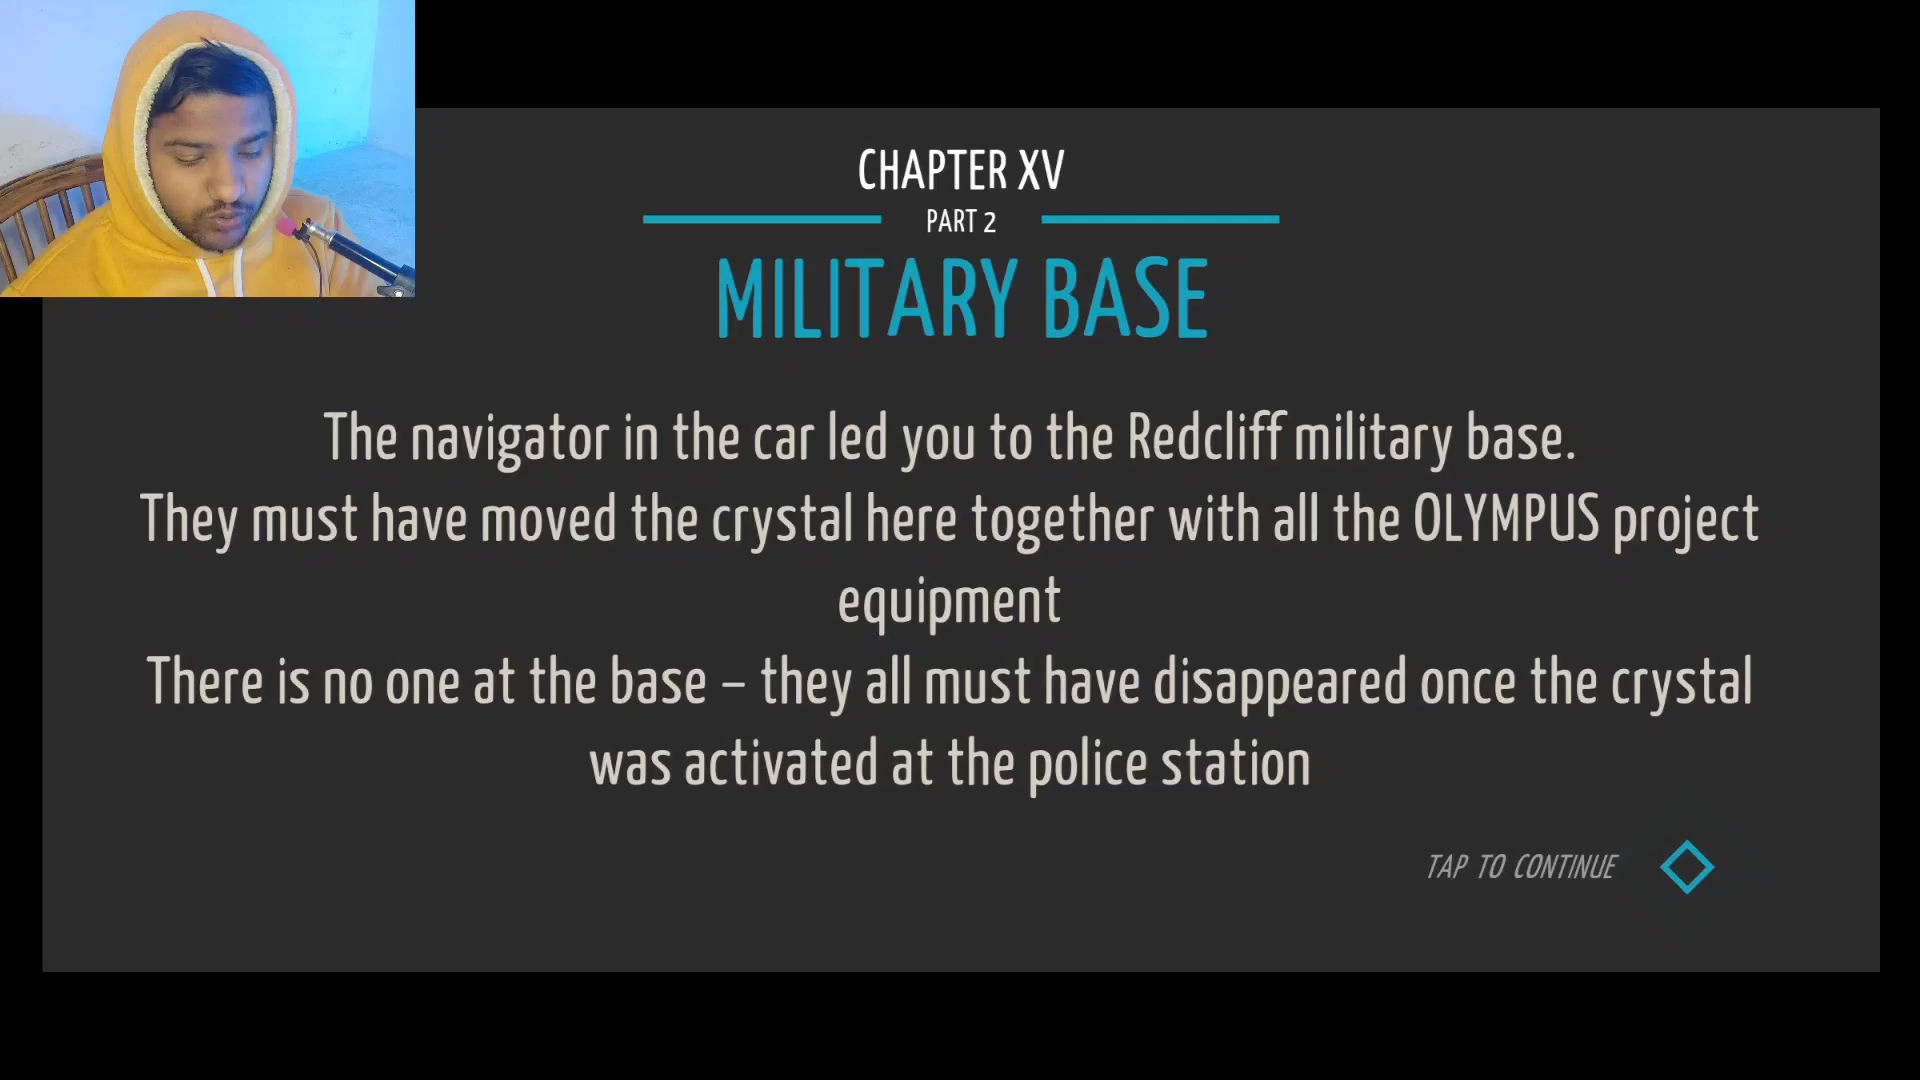 CHAPTER XV
PART 2
MILITARY BASE
The navigator in the car led you to the Redcliff military base.
They must have moved the crystal here together with all the OLYMPUS project
equipment
There is no one at the base – they all must have disappeared once the crystal
was activated at the police station
TAP TO CONTINUE